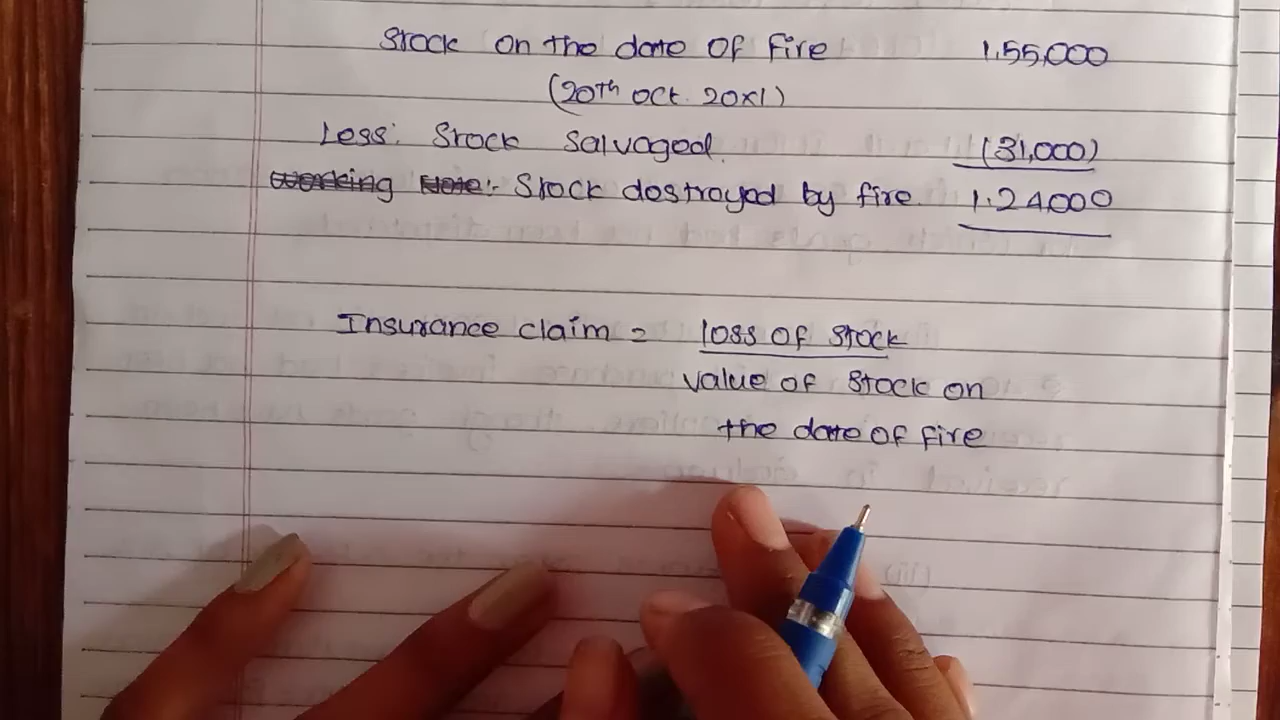 Stock on the date of fire 1,55,000
(20th Oct. 20x1)
Less: Stock Salvaged (31,000)
Working Note:- Stock destroyed by fire 1,24,000
Insurance claim = loss of stock
value of stock on
the date of fire